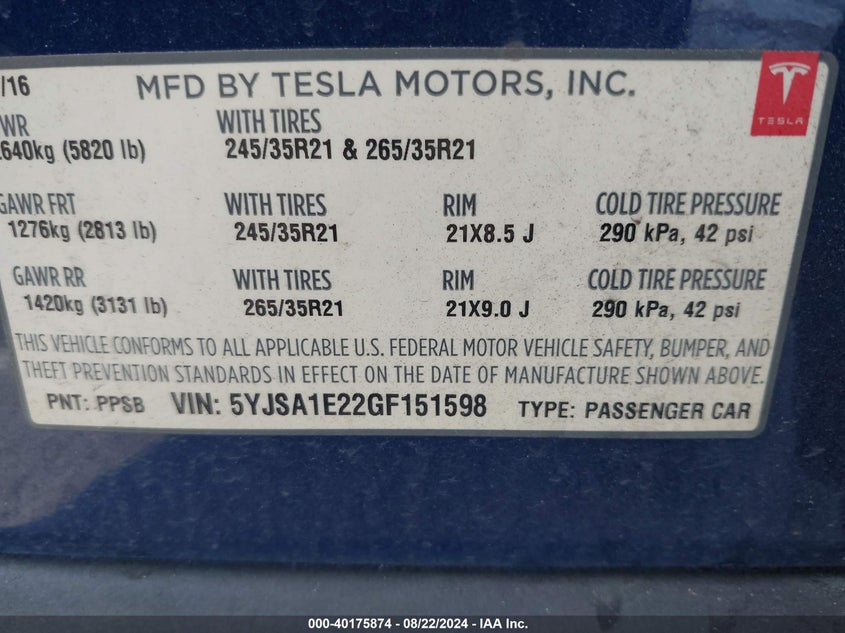 /16 MFD BY TESLA MOTORS, INC.
TESLA
WR WITH TIRES
2640kg (5820 lb) 245/35R21 & 265/35R21
GAWR FRT WITH TIRES RIM COLD TIRE PRESSURE
1276kg (2813 lb) 245/35R21 21X8.5 J 290 kPa, 42 psi
GAWR RR WITH TIRES RIM COLD TIRE PRESSURE
1420kg (3131 lb) 265/35R21 21X9.0 J 290 kPa, 42 psi
THIS VEHICLE CONFORMS TO ALL APPLICABLE U.S. FEDERAL MOTOR VEHICLE SAFETY, BUMPER, AND
THEFT PREVENTION STANDARDS IN EFFECT ON THE DATE OF MANUFACTURE SHOWN ABOVE.
PNT: PPSB VIN: 5YJSA1E22GF151598 TYPE: PASSENGER CAR
000-40175874 - 08/22/2024 - IAA Inc.